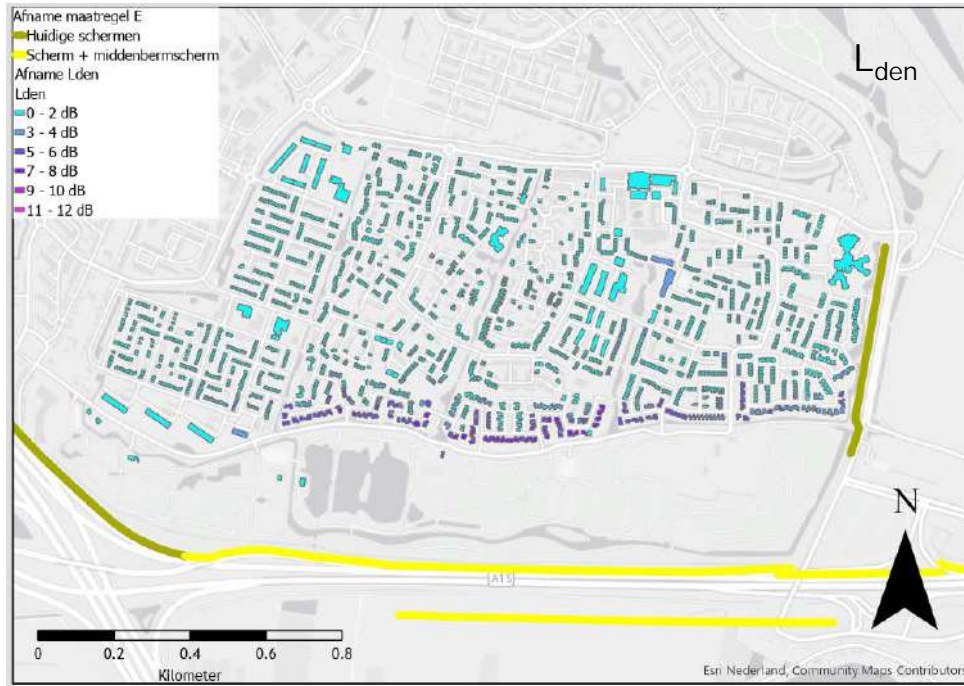 Afname maatregel E
Huidige schermen
Scherm + middenbermscherm
Afname Lden
Lden
0 - 2 dB
3 - 4 dB
5 - 6 dB
7 - 8 dB
9 - 10 dB
11 - 12 dB
Lden
N
A15
0 0.2 0.4 0.6 0.8
Kilometer
Esri Nederland, Community Maps Contributors